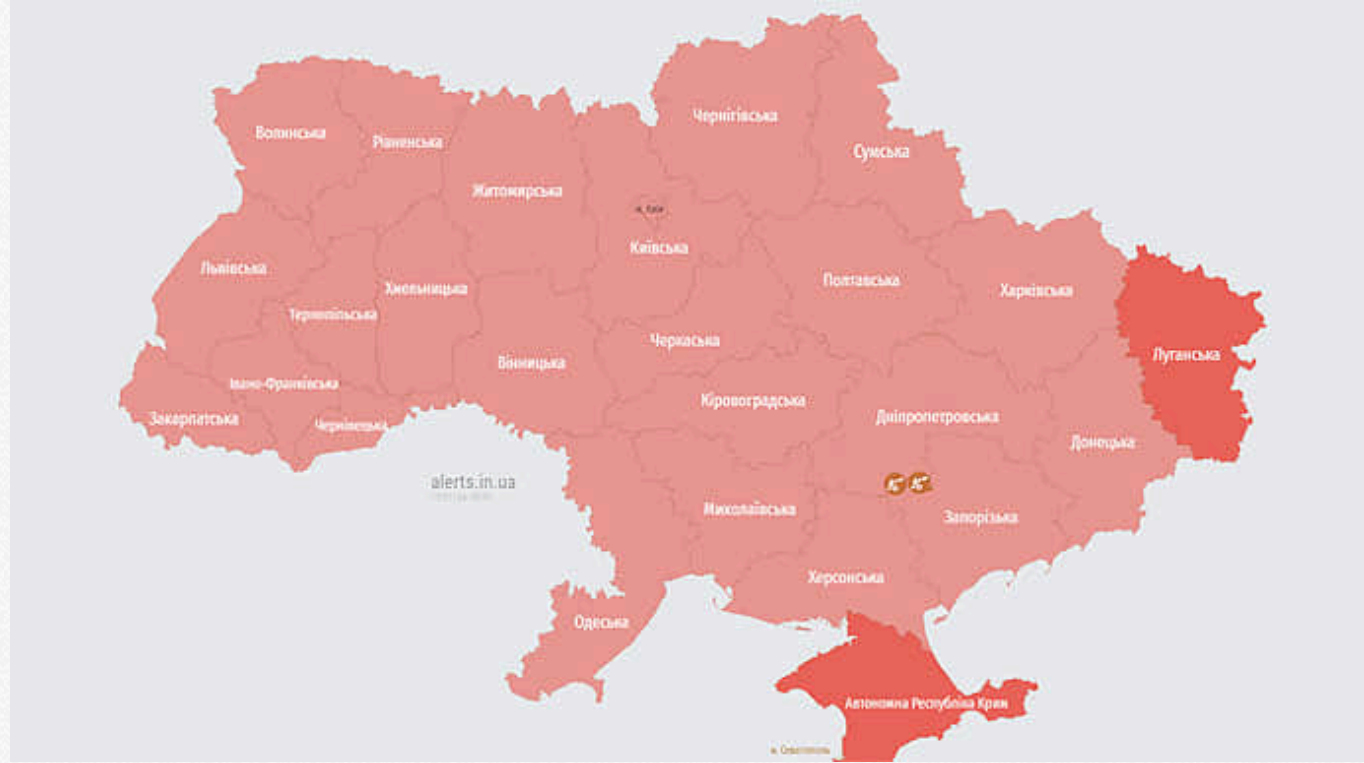 Чернігівська
Волинська
Рівненська
Сумська
Житомирська
м. Київ
Київська
Львівська
Полтавська
Хмельницька
Харківська
Тернопільська
Черкаська
Луганська
Вінницька
Івано-Франківська
Кіровоградська
Закарпатська
Чернівецька
Дніпропетровська
Донецька
alerts.in.ua
Миколаївська
Запорізька
Херсонська
Одеська
Автономна Республіка Крим
м. Севастополь